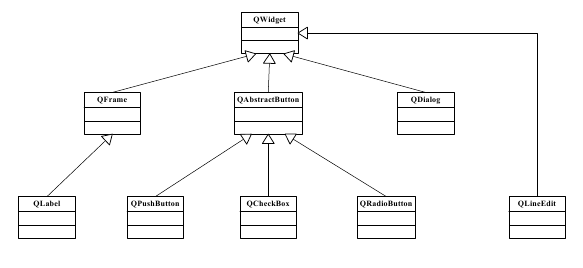 QWidget
QFrame
QAbstractButton
QDialog
QLabel
QPushButton
QCheckBox
QRadioButton
QLineEdit